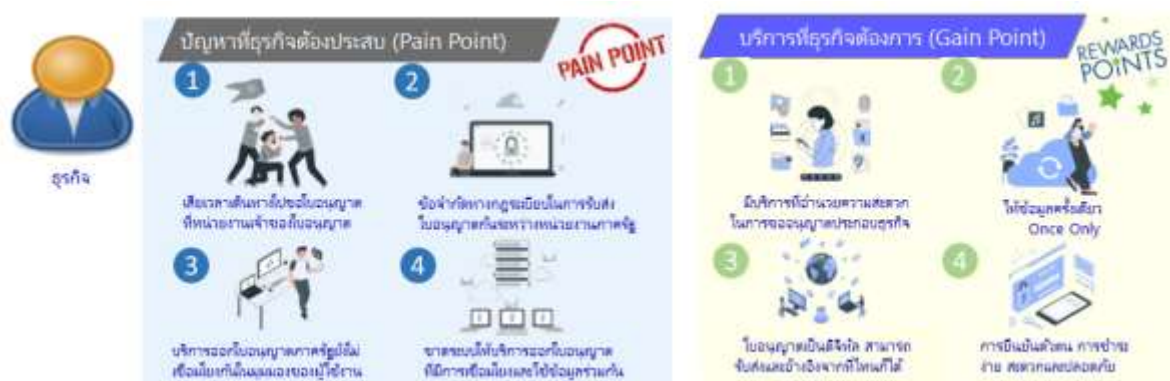 ธุรกิจ
ปัญหาที่ธุรกิจต้องประสบ (Pain Point)
PAIN POINT
1
เสียเวลาเดินทางไปขอใบอนุญาต
ที่หน่วยงานเจ้าของใบอนุญาต
2
ข้อจำกัดทางกฎระเบียบในการรับส่ง
ใบอนุญาตกันระหว่างหน่วยงานภาครัฐ
3
บริการออกใบอนุญาตภาครัฐยังไม่
เชื่อมโยงกันในมุมมองของผู้ใช้งาน
4
ขาดระบบให้บริการออกใบอนุญาต
ที่มีการเชื่อมโยงและใช้ข้อมูลร่วมกัน
บริการที่ธุรกิจต้องการ (Gain Point)
REWARDS
POINTS
1
มีบริการที่อำนวยความสะดวก
ในการขออนุญาตประกอบธุรกิจ
2
ให้ข้อมูลครั้งเดียว
Once Only
3
ใบอนุญาตเป็นดิจิทัล สามารถ
รับส่งและอ้างอิงจากที่ไหนก็ได้
4
การยืนยันตัวตน การชำระ
ง่าย สะดวกและปลอดภัย